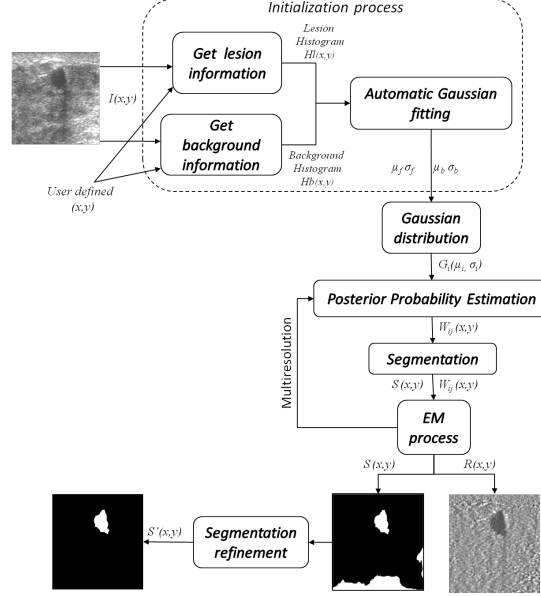 Initialization process
Get lesion
information
Lesion
Histogram
Hl(x,y)
I(x,y)
Automatic Gaussian
fitting
Get
background
information
Background
Histogram
Hb(x,y)
User defined
(x,y)
μf σf
μb σb
Gaussian
distribution
Gi(μi, σi)
Posterior Probability Estimation
Wij(x,y)
Multiresolution
Segmentation
S(x,y)
Wij(x,y)
EM
process
S(x,y)
R(x,y)
S'(x,y)
Segmentation
refinement